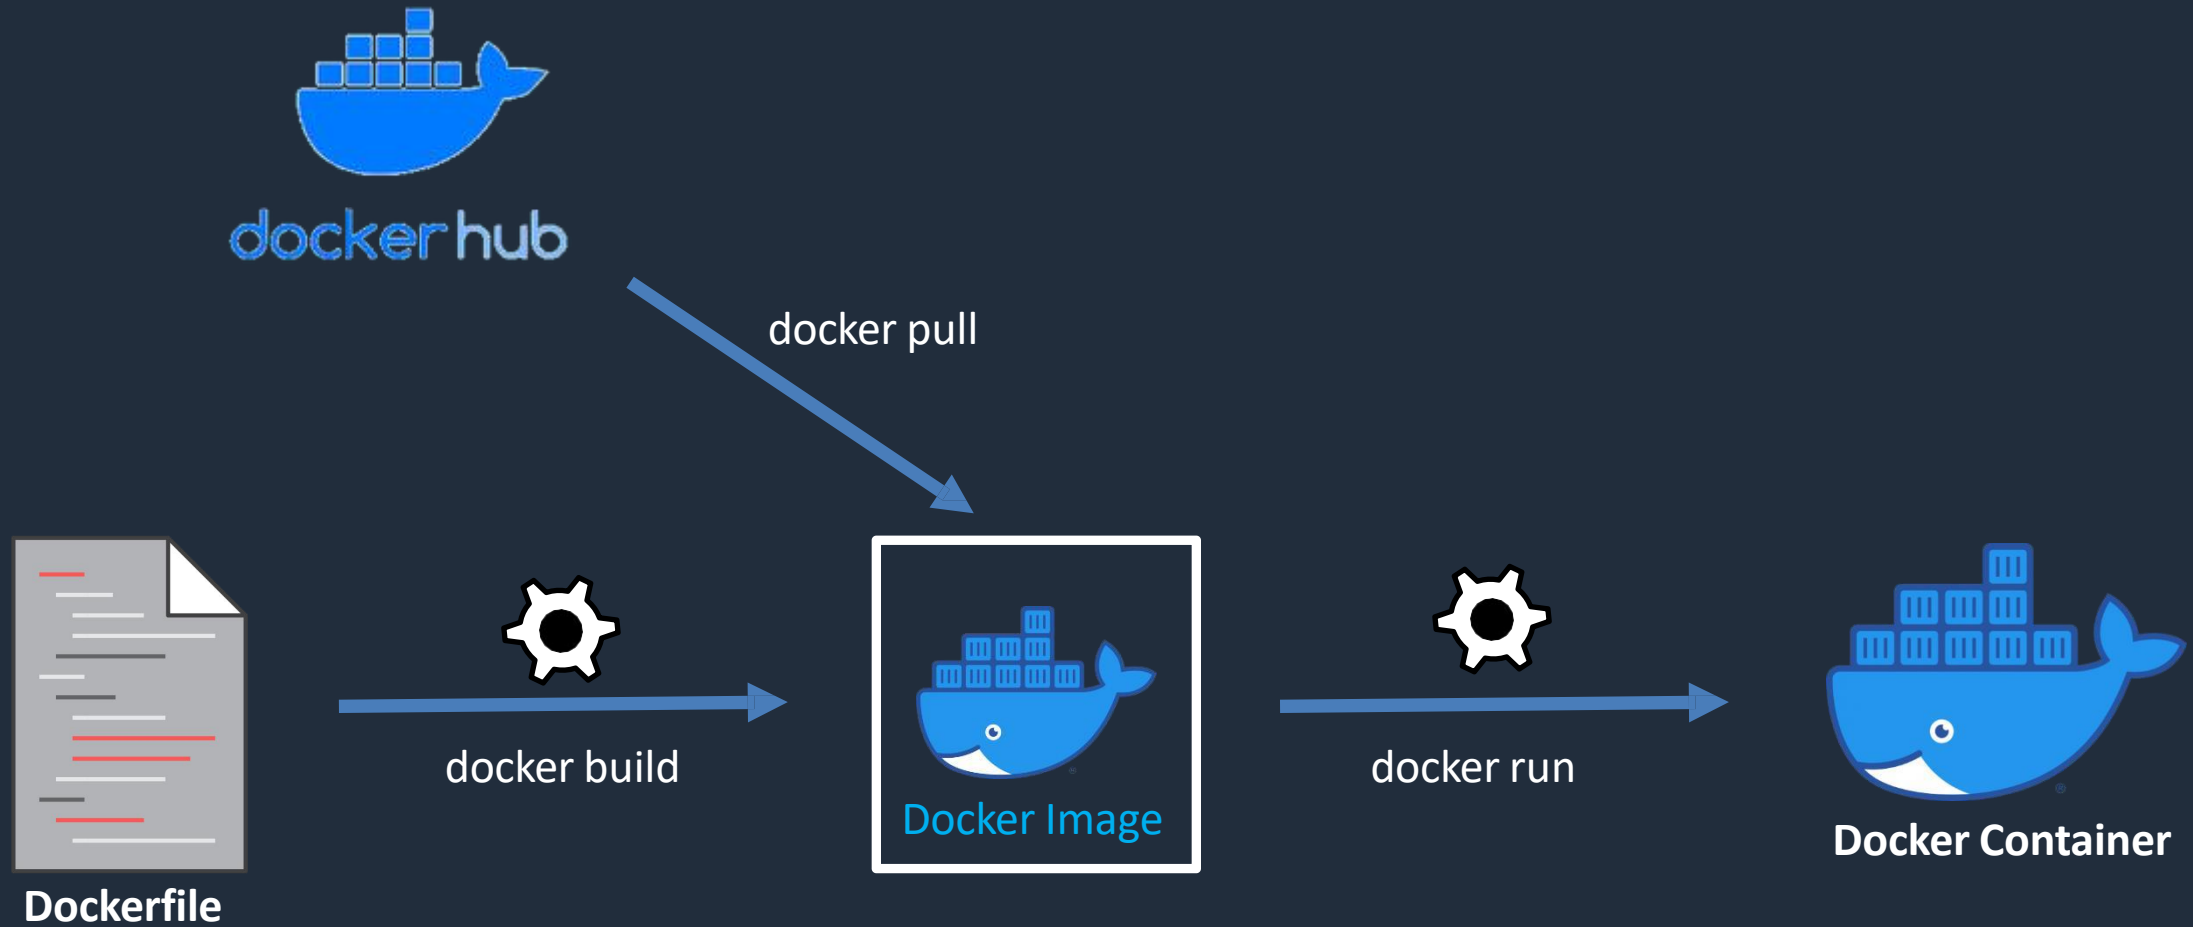 docker hub
docker pull
docker build
Docker Image
docker run
Docker Container
Dockerfile